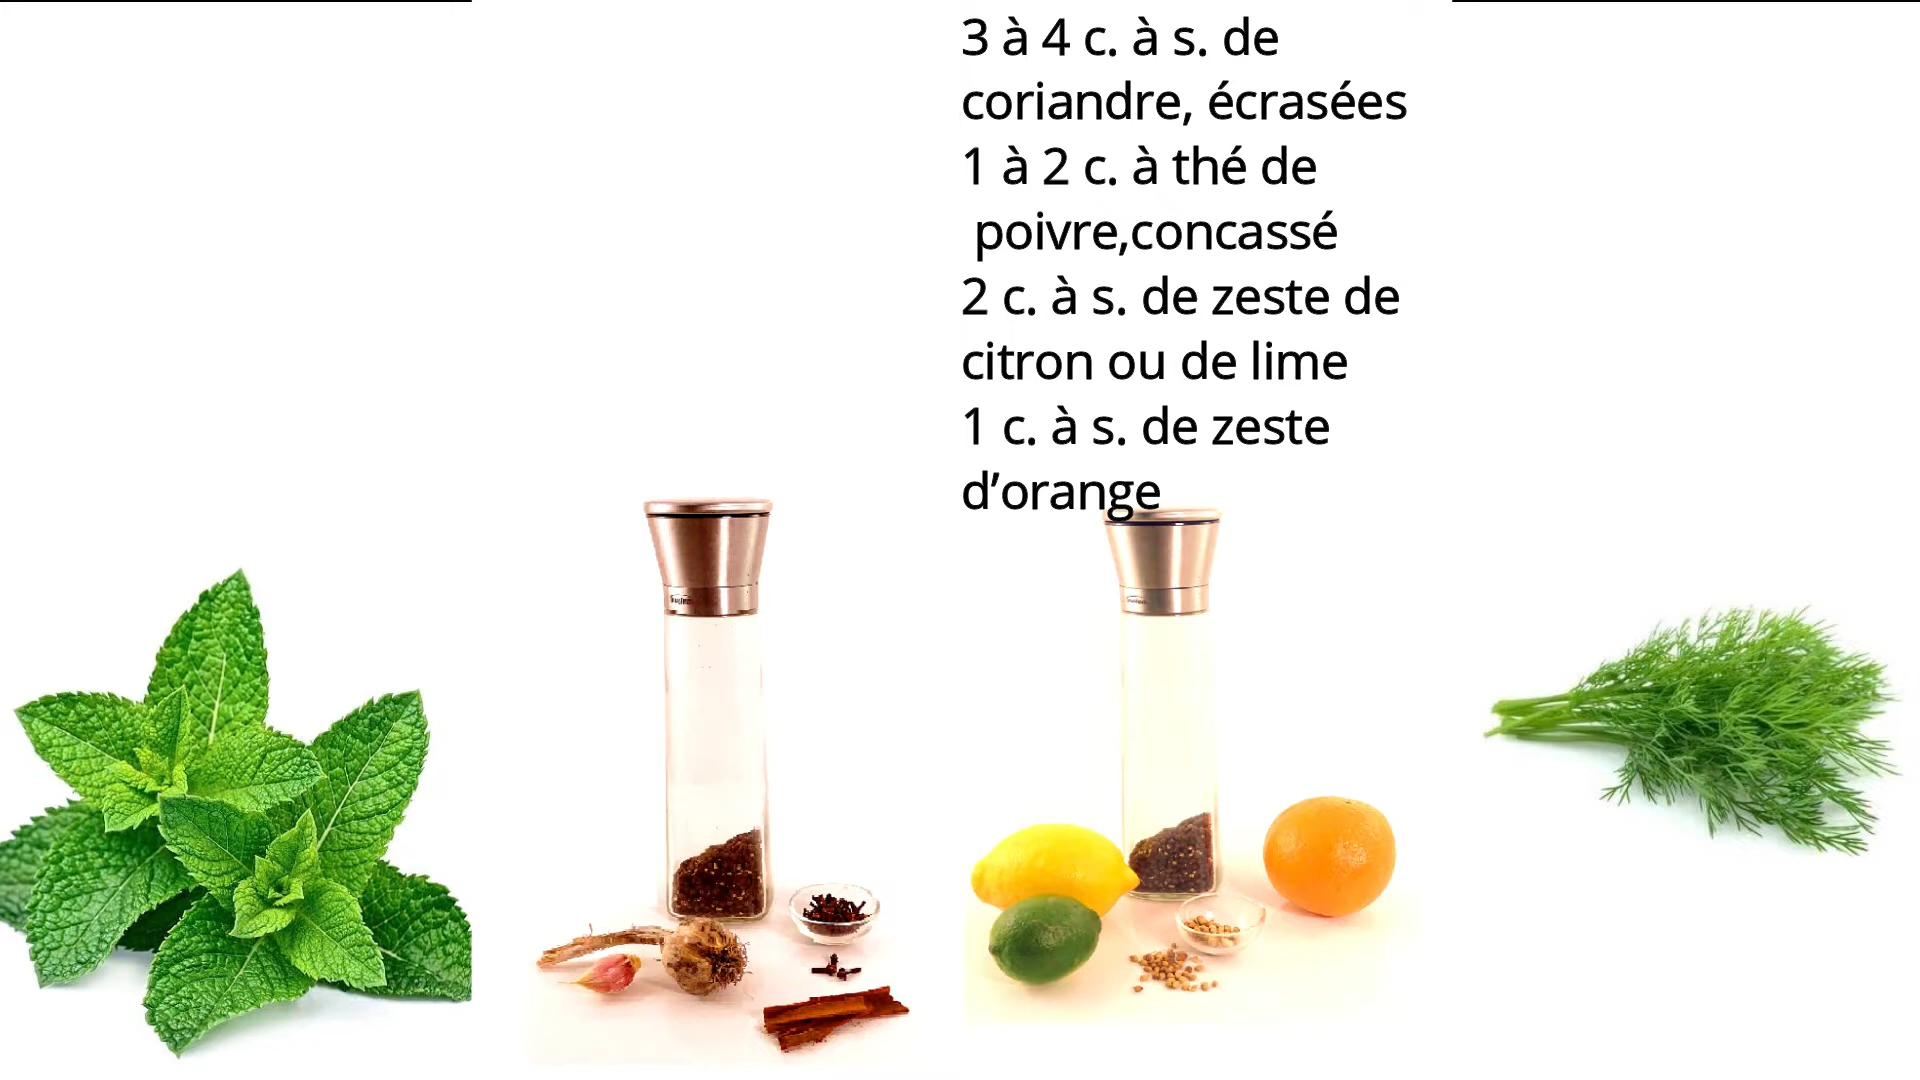 3 à 4 c. à s. de
coriandre, écrasées
1 à 2 c. à thé de
poivre,concassé
2 c. à s. de zeste de
citron ou de lime
1 c. à s. de zeste
d’orange